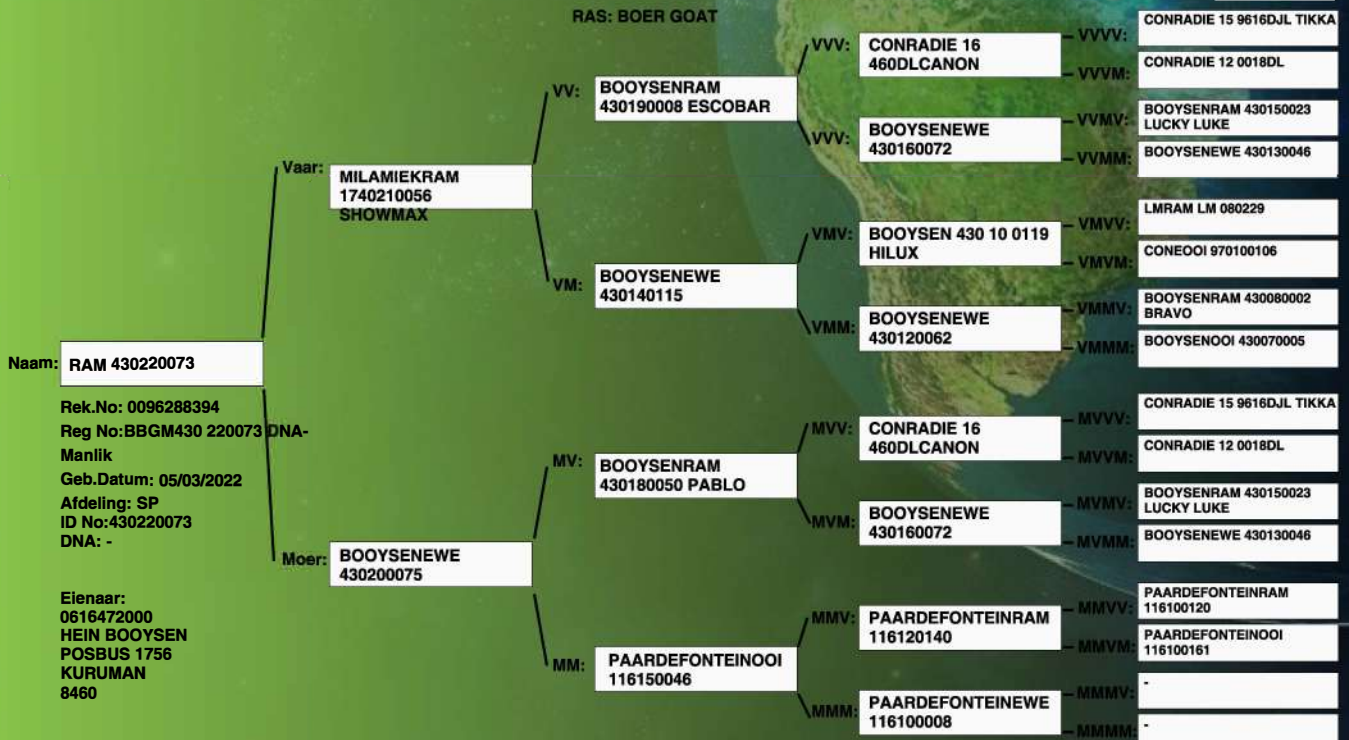 RAS: BOER GOAT
Naam:
RAM 430220073
Rek.No: 0096288394
Reg No:BBGM430 220073 DNA-
Manlik
Geb.Datum: 05/03/2022
Afdeling: SP
ID No:430220073
DNA: -
Eienaar:
0616472000
HEIN BOOYSEN
POSBUS 1756
KURUMAN
8460
Vaar:
MILAMIEKRAM
1740210056
SHOWMAX
Moer:
BOOYSENEWE
430200075
VV:
BOOYSENRAM
430190008 ESCOBAR
VM:
BOOYSENEWE
430140115
MV:
BOOYSENRAM
430180050 PABLO
MM:
PAARDEFONTEINOOI
116150046
VVV:
CONRADIE 16
460DLCANON
VVV:
BOOYSENEWE
430160072
VMV:
BOOYSEN 430 10 0119
HILUX
VMM:
BOOYSENEWE
430120062
MVV:
CONRADIE 16
460DLCANON
MVM:
BOOYSENEWE
430160072
MMV:
PAARDEFONTEINRAM
116120140
MMM:
PAARDEFONTEINEWE
116100008
VVVV:
CONRADIE 15 9616DJL TIKKA
VVVM:
CONRADIE 12 0018DL
VVMV:
BOOYSENRAM 430150023
LUCKY LUKE
VVMM:
BOOYSENEWE 430130046
VMVV:
LMRAM LM 080229
VMVM:
CONEOOI 970100106
VMMV:
BOOYSENRAM 430080002
BRAVO
VMMM:
BOOYSENOOI 430070005
MVVV:
CONRADIE 15 9616DJL TIKKA
MVVM:
CONRADIE 12 0018DL
MVMV:
BOOYSENRAM 430150023
LUCKY LUKE
MVMM:
BOOYSENEWE 430130046
MMVV:
PAARDEFONTEINRAM
116100120
MMVM:
PAARDEFONTEINOOI
116100161
MMMV:
-
MMMM:
-